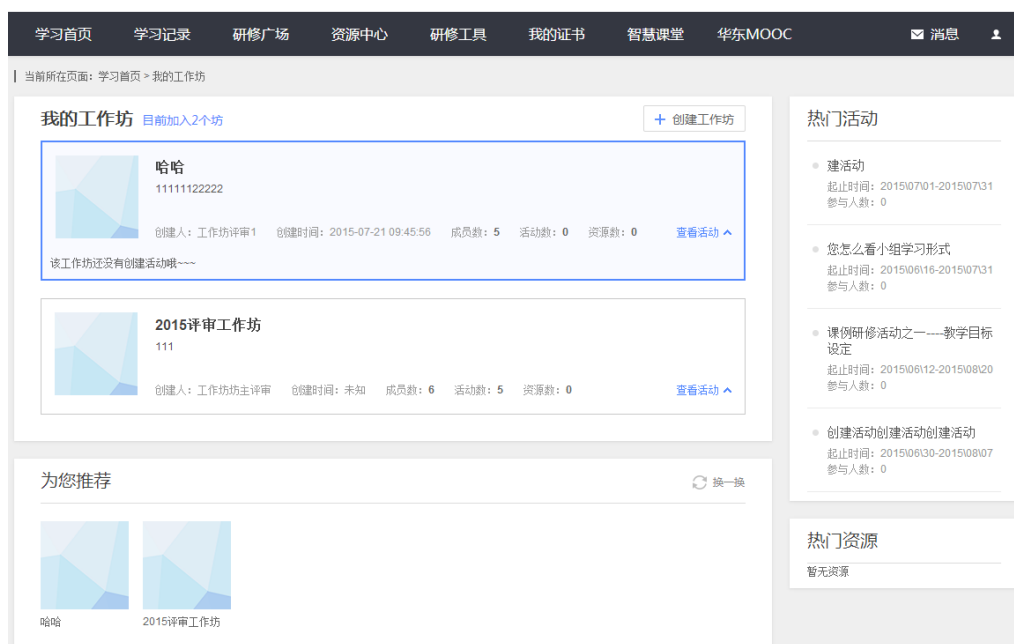 学习首页 学习记录 研修广场 资源中心 研修工具 我的证书 智慧课堂 华东MOOC 消息
当前所在页面：学习首页 > 我的工作坊
我的工作坊 目前加入2个坊 + 创建工作坊
哈哈
11111122222
创建人：工作坊评审1 创建时间：2015-07-21 09:45:56 成员数：5 活动数：0 资源数：0 查看活动
该工作坊还没有创建活动哦~~~
2015评审工作坊
111
创建人：工作坊坊主评审 创建时间：未知 成员数：6 活动数：5 资源数：0 查看活动
为您推荐 换一换
哈哈 2015评审工作坊
热门活动
建活动
起止时间：2015\07\01-2015\07\31
参与人数：0
您怎么看小组学习形式
起止时间：2015\06\16-2015\07\31
参与人数：0
课例研修活动之一----教学目标
设定
起止时间：2015\06\12-2015\08\20
参与人数：0
创建活动创建活动创建活动
起止时间：2015\06\30-2015\08\07
参与人数：0
热门资源
暂无资源